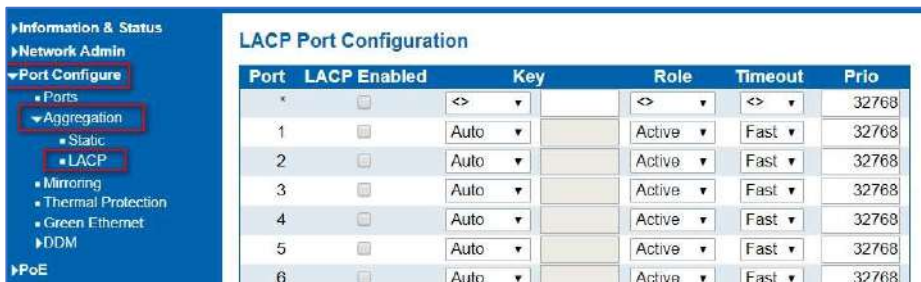 Information & Status
Network Admin
Port Configure
Ports
Aggregation
Static
LACP
Mirroring
Thermal Protection
Green Ethernet
DDM
PoE
LACP Port Configuration
Port LACP Enabled Key Role Timeout Prio
* <> <> <> 32768
1 Auto Active Fast 32768
2 Auto Active Fast 32768
3 Auto Active Fast 32768
4 Auto Active Fast 32768
5 Auto Active Fast 32768
6 Auto Active Fast 32768